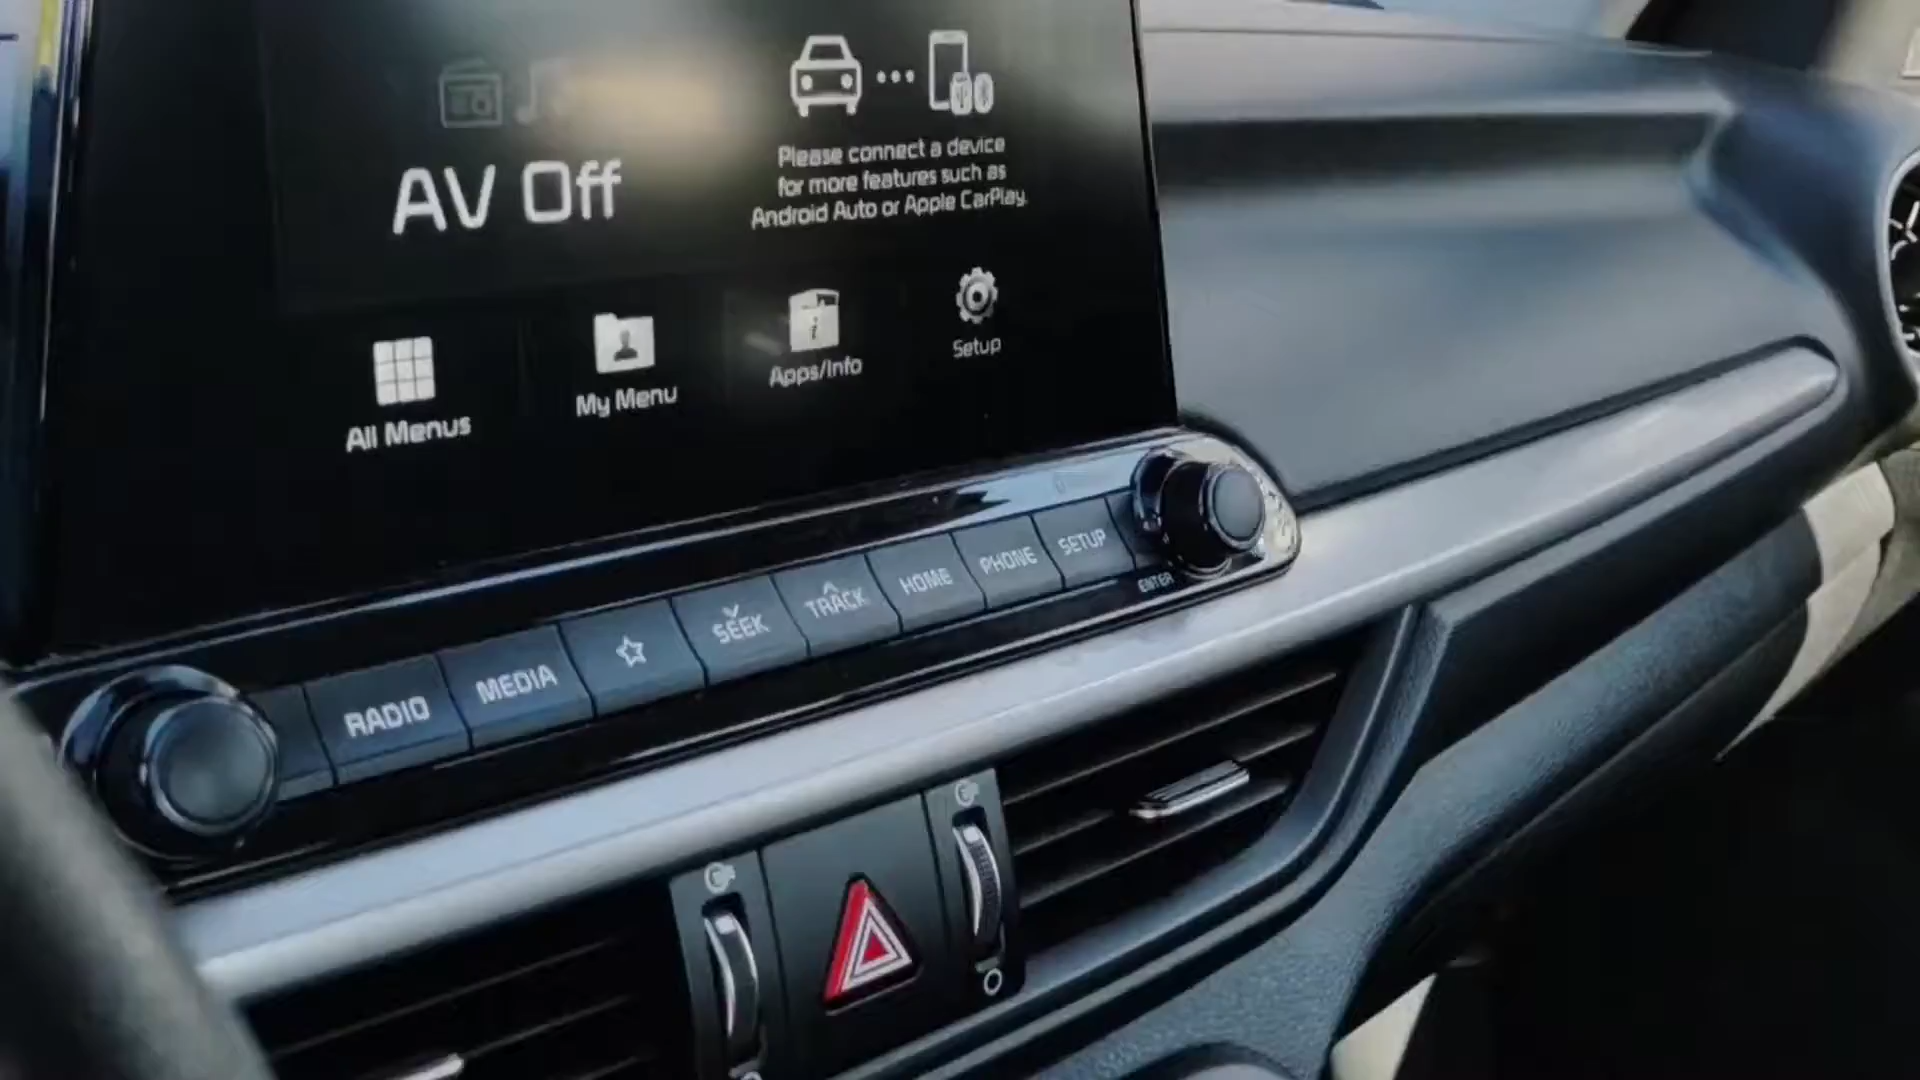 AV Off
Please connect a device
for more features such as
Android Auto or Apple CarPlay.
All Menus
My Menu
Apps/Info
Setup
RADIO
MEDIA
SEEK
TRACK
HOME
PHONE
SETUP
ENTER